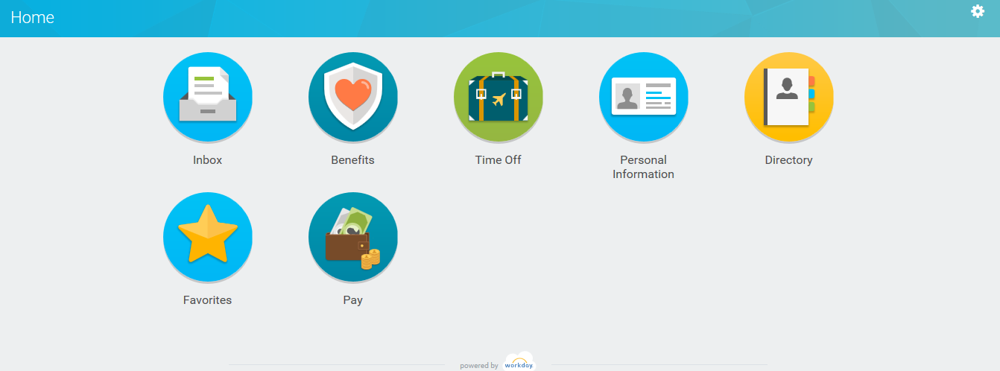 Home
Inbox
Benefits
Time Off
Personal
Information
Directory
Favorites
Pay
powered by workday.